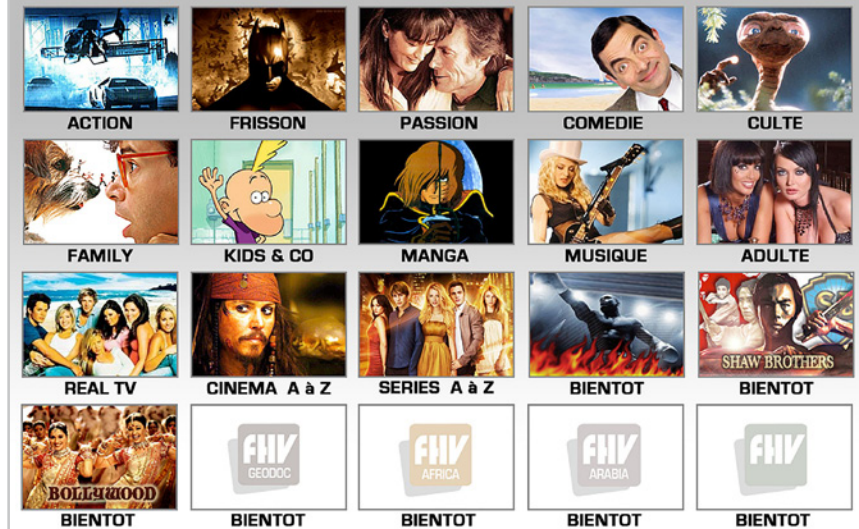 ACTION
FRISSON
PASSION
COMEDIE
CULTE
FAMILY
KIDS & CO
MANGA
MUSIQUE
ADULTE
SHAW BROTHERS
REAL TV
CINEMA A à Z
SERIES A à Z
BIENTOT
BIENTOT
BOLLYWOOD
FHV
GEODOC
FHV
AFRICA
FHV
ARABIA
FHV
BIENTOT
BIENTOT
BIENTOT
BIENTOT
BIENTOT